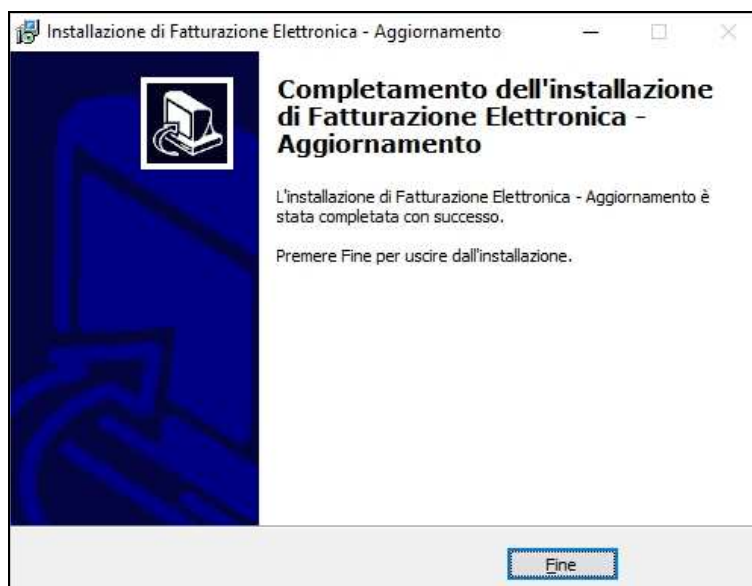 Installazione di Fatturazione Elettronica - Aggiornamento
Completamento dell'installazione
di Fatturazione Elettronica -
Aggiornamento
L'installazione di Fatturazione Elettronica - Aggiornamento è
stata completata con successo.
Premere Fine per uscire dall'installazione.
Fine